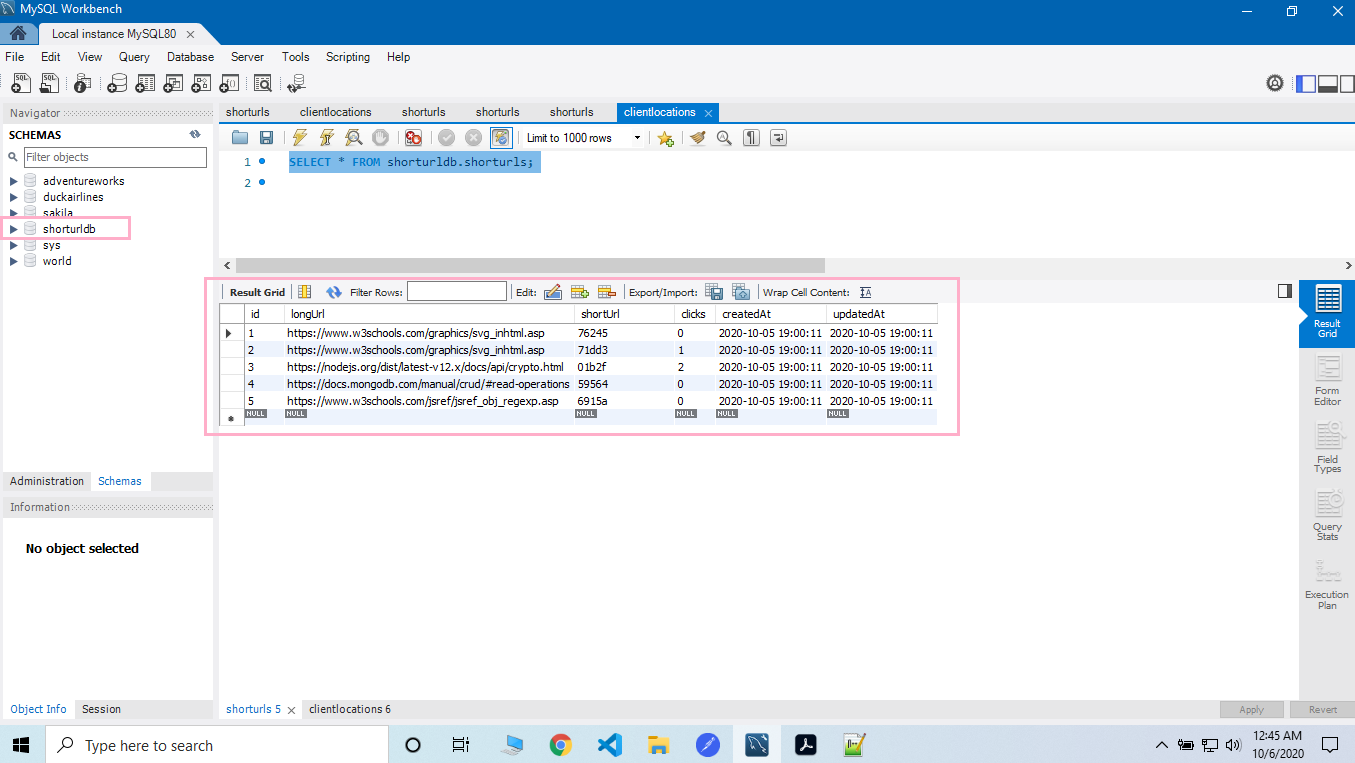 MySQL Workbench
Local instance MySQL80
File Edit View Query Database Server Tools Scripting Help
Navigator
SCHEMAS
Filter objects
adventureworks
duckairlines
sakila
shorturldb
sys
world
Administration Schemas
Information
No object selected
Object Info Session
shorturls clientlocations shorturls shorturls shorturls clientlocations
Limit to 1000 rows
1 SELECT * FROM shorturldb.shorturls;
2
Result Grid Filter Rows: Edit: Export/Import: Wrap Cell Content:
id longUrl shortUrl clicks createdAt updatedAt
1 https://www.w3schools.com/graphics/svg_inhtml.asp 76245 0 2020-10-05 19:00:11 2020-10-05 19:00:11
2 https://www.w3schools.com/graphics/svg_inhtml.asp 71dd3 1 2020-10-05 19:00:11 2020-10-05 19:00:11
3 https://nodejs.org/dist/latest-v12.x/docs/api/crypto.html 01b2f 2 2020-10-05 19:00:11 2020-10-05 19:00:11
4 https://docs.mongodb.com/manual/crud/#read-operations 59564 0 2020-10-05 19:00:11 2020-10-05 19:00:11
5 https://www.w3schools.com/jsref/jsref_obj_regexp.asp 6915a 0 2020-10-05 19:00:11 2020-10-05 19:00:11
NULL NULL NULL NULL NULL NULL
Result
Grid
Form
Editor
Field
Types
Query
Stats
Execution
Plan
shorturls 5 clientlocations 6
Apply Revert
Type here to search
12:45 AM
10/6/2020